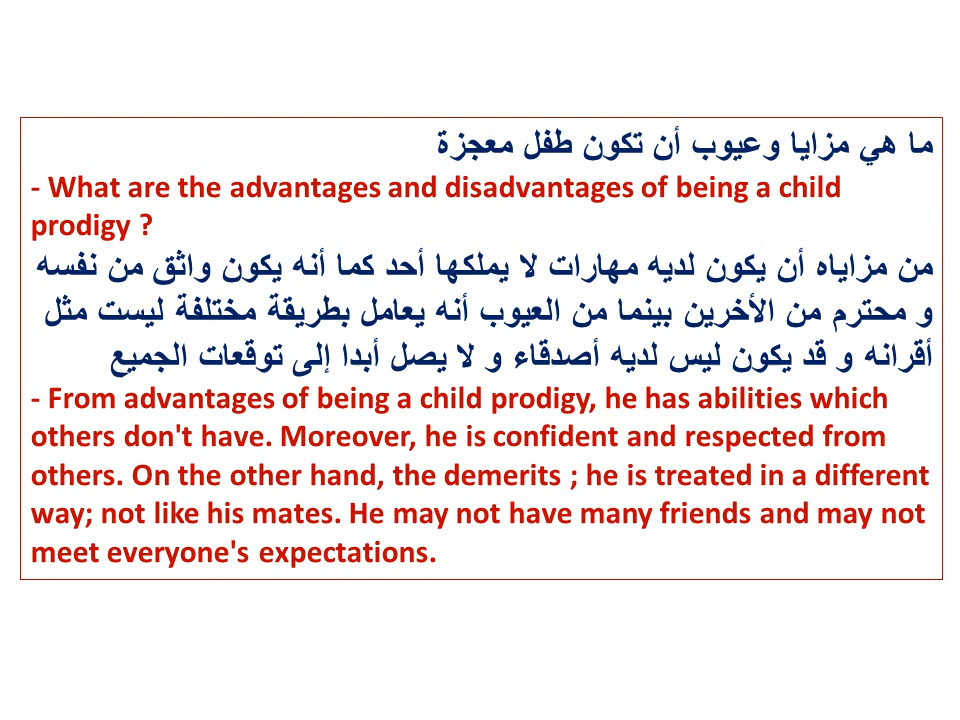 ما هي مزايا وعيوب أن تكون طفل معجزة
- What are the advantages and disadvantages of being a child
prodigy ?
من مزاياه أن يكون لديه مهارات لا يملكها أحد كما أنه يكون واثق من نفسه
و محترم من الأخرين بينما من العيوب أنه يعامل بطريقة مختلفة ليست مثل
أقرانه و قد يكون ليس لديه أصدقاء و لا يصل أبدا إلى توقعات الجميع
- From advantages of being a child prodigy, he has abilities which
others don't have. Moreover, he is confident and respected from
others. On the other hand, the demerits ; he is treated in a different
way; not like his mates. He may not have many friends and may not
meet everyone's expectations.